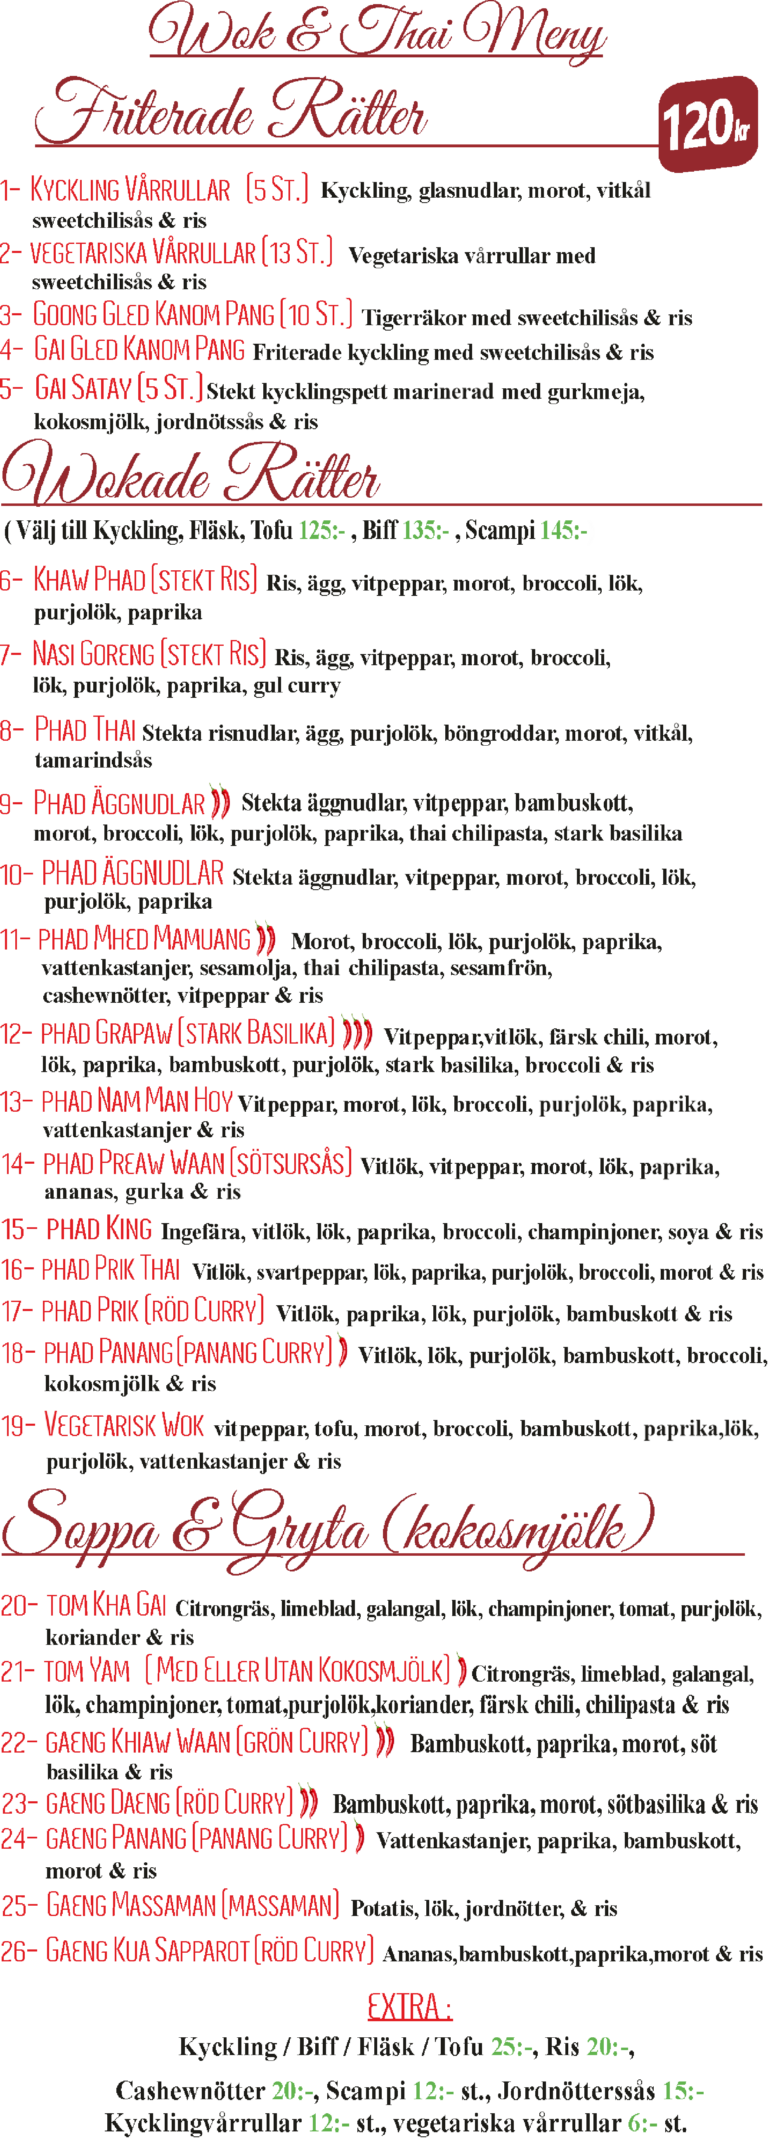 Wok & Thai Meny
Friterade Rätter
120kr
1- Kyckling Vårrullar (5 St.) Kyckling, glasnudlar, morot, vitkål
sweetchilisås & ris
2- vegetariska Vårrullar (13 St.) Vegetariska vårrullar med
sweetchilisås & ris
3- Goong Gled Kanom Pang (10 St.) Tigerräkor med sweetchilisås & ris
4- Gai Gled Kanom Pang Friterade kyckling med sweetchilisås & ris
5- Gai Satay (5 St.) Stekt kycklingspett marinerad med gurkmeja,
kokosmjölk, jordnötssås & ris
Wokade Rätter
( Välj till Kyckling, Fläsk, Tofu 125:- , Biff 135:- , Scampi 145:-
6- Khaw Phad (stekt Ris) Ris, ägg, vitpeppar, morot, broccoli, lök,
purjolök, paprika
7- Nasi Goreng (stekt Ris) Ris, ägg, vitpeppar, morot, broccoli,
lök, purjolök, paprika, gul curry
8- Phad Thai Stekta risnudlar, ägg, purjolök, böngroddar, morot, vitkål,
tamarindsås
9- Phad Äggnudlar Stekta äggnudlar, vitpeppar, bambuskott,
morot, broccoli, lök, purjolök, paprika, thai chilipasta, stark basilika
10- PHAD ÄGGNUDLAR Stekta äggnudlar, vitpeppar, morot, broccoli, lök,
purjolök, paprika
11- phad Mhed Mamuang Morot, broccoli, lök, purjolök, paprika,
vattenkastanjer, sesamolja, thai chilipasta, sesamfrön,
cashewnötter, vitpeppar & ris
12- phad Grapaw (stark Basilika) Vitpeppar,vitlök, färsk chili, morot,
lök, paprika, bambuskott, purjolök, stark basilika, broccoli & ris
13- phad Nam Man Hoy Vitpeppar, morot, lök, broccoli, purjolök, paprika,
vattenkastanjer & ris
14- phad Preaw Waan (sötsursås) Vitlök, vitpeppar, morot, lök, paprika,
ananas, gurka & ris
15- phad King Ingefära, vitlök, lök, paprika, broccoli, champinjoner, soya & ris
16- phad Prik Thai Vitlök, svartpeppar, lök, paprika, purjolök, broccoli, morot & ris
17- phad Prik (röd Curry) Vitlök, paprika, lök, purjolök, bambuskott & ris
18- phad Panang (panang Curry) Vitlök, lök, purjolök, bambuskott, broccoli,
kokosmjölk & ris
19- Vegetarisk Wok vitpeppar, tofu, morot, broccoli, bambuskott, paprika,lök,
purjolök, vattenkastanjer & ris
Soppa & Gryta (kokosmjölk)
20- tom Kha Gai Citrongräs, limeblad, galangal, lök, champinjoner, tomat, purjolök,
koriander & ris
21- tom Yam ( Med Eller Utan Kokosmjölk) Citrongräs, limeblad, galangal,
lök, champinjoner, tomat,purjolök,koriander, färsk chili, chilipasta & ris
22- gaeng Khiaw Waan (grön Curry) Bambuskott, paprika, morot, söt
basilika & ris
23- gaeng Daeng (röd Curry) Bambuskott, paprika, morot, sötbasilika & ris
24- gaeng Panang (panang Curry) Vattenkastanjer, paprika, bambuskott,
morot & ris
25- Gaeng Massaman (massaman) Potatis, lök, jordnötter, & ris
26- Gaeng Kua Sapparot (röd Curry) Ananas,bambuskott,paprika,morot & ris
EXTRA :
Kyckling / Biff / Fläsk / Tofu 25:-, Ris 20:-,
Cashewnötter 20:-, Scampi 12:- st., Jordnötterssås 15:-
Kycklingvårrullar 12:- st., vegetariska vårrullar 6:- st.